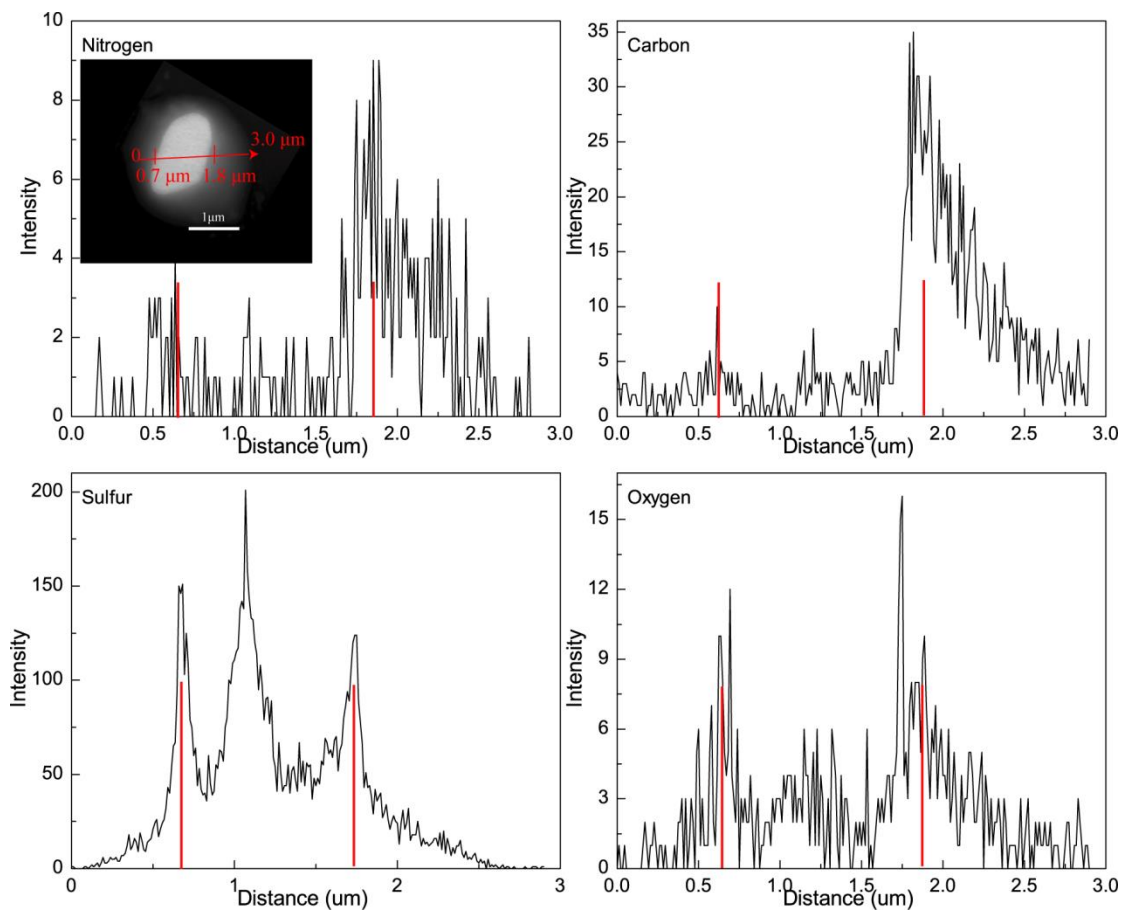 Nitrogen
10
8
6
4
2
0
Intensity
0
0.7 μm
1.8 μm
3.0 μm
1μm
0.0 0.5 1.0 1.5 2.0 2.5 3.0
Distance (um)
Carbon
35
30
25
20
15
10
5
0
Intensity
0.0 0.5 1.0 1.5 2.0 2.5 3.0
Distance (um)
Sulfur
200
150
100
50
0
Intensity
0 1 2 3
Distance (um)
Oxygen
15
12
9
6
3
0
Intensity
0.0 0.5 1.0 1.5 2.0 2.5 3.0
Distance (um)